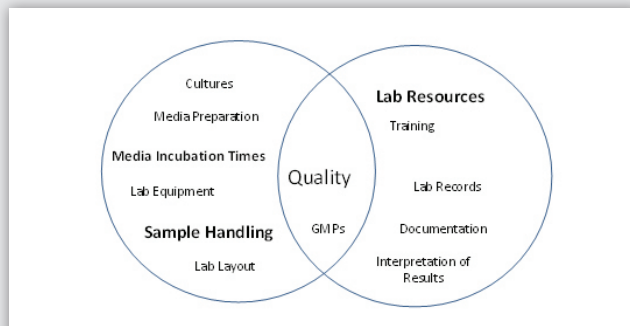 Cultures
Media Preparation
Media Incubation Times
Lab Equipment
Sample Handling
Lab Layout
Quality
GMPs
Lab Resources
Training
Lab Records
Documentation
Interpretation of
Results